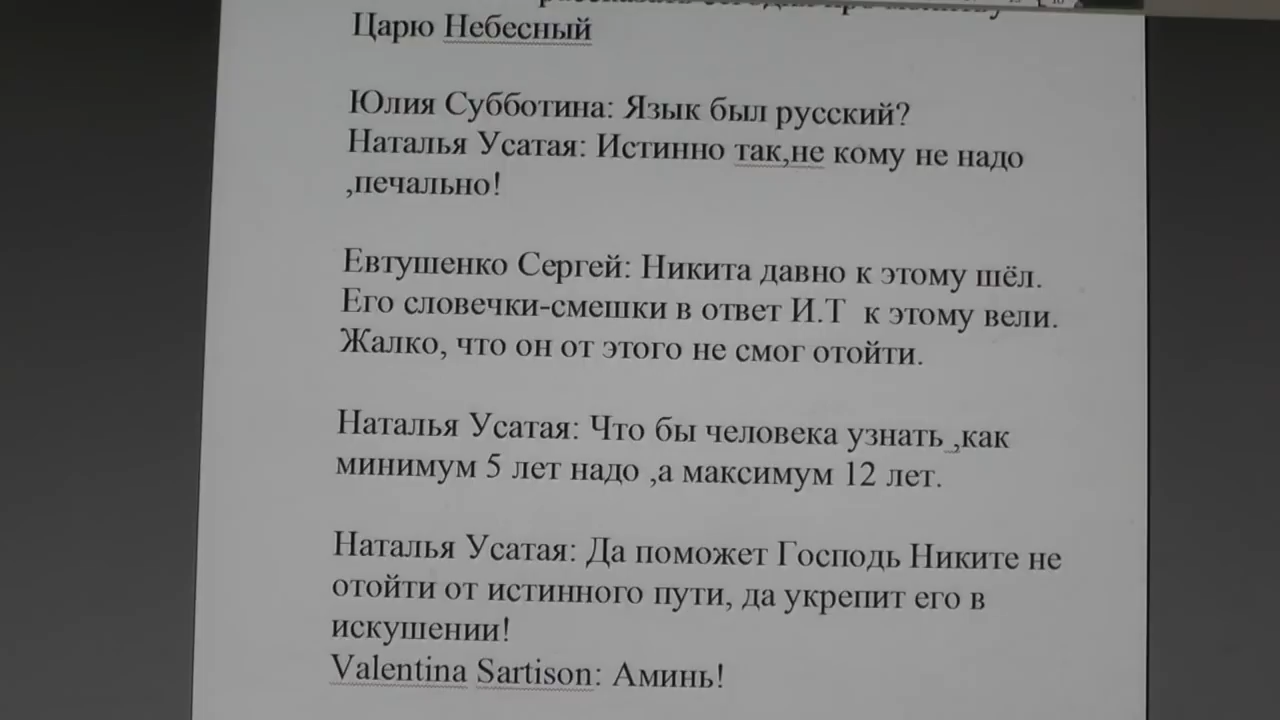 Царю Небесный
Юлия Субботина: Язык был русский?
Наталья Усатая: Истинно так,не кому не надо
,печально!
Евтушенко Сергей: Никита давно к этому шёл.
Его словечки-смешки в ответ И.Т к этому вели.
Жалко, что он от этого не смог отойти.
Наталья Усатая: Что бы человека узнать ,как
минимум 5 лет надо ,а максимум 12 лет.
Наталья Усатая: Да поможет Господь Никите не
отойти от истинного пути, да укрепит его в
искушении!
Valentina Sartison: Аминь!